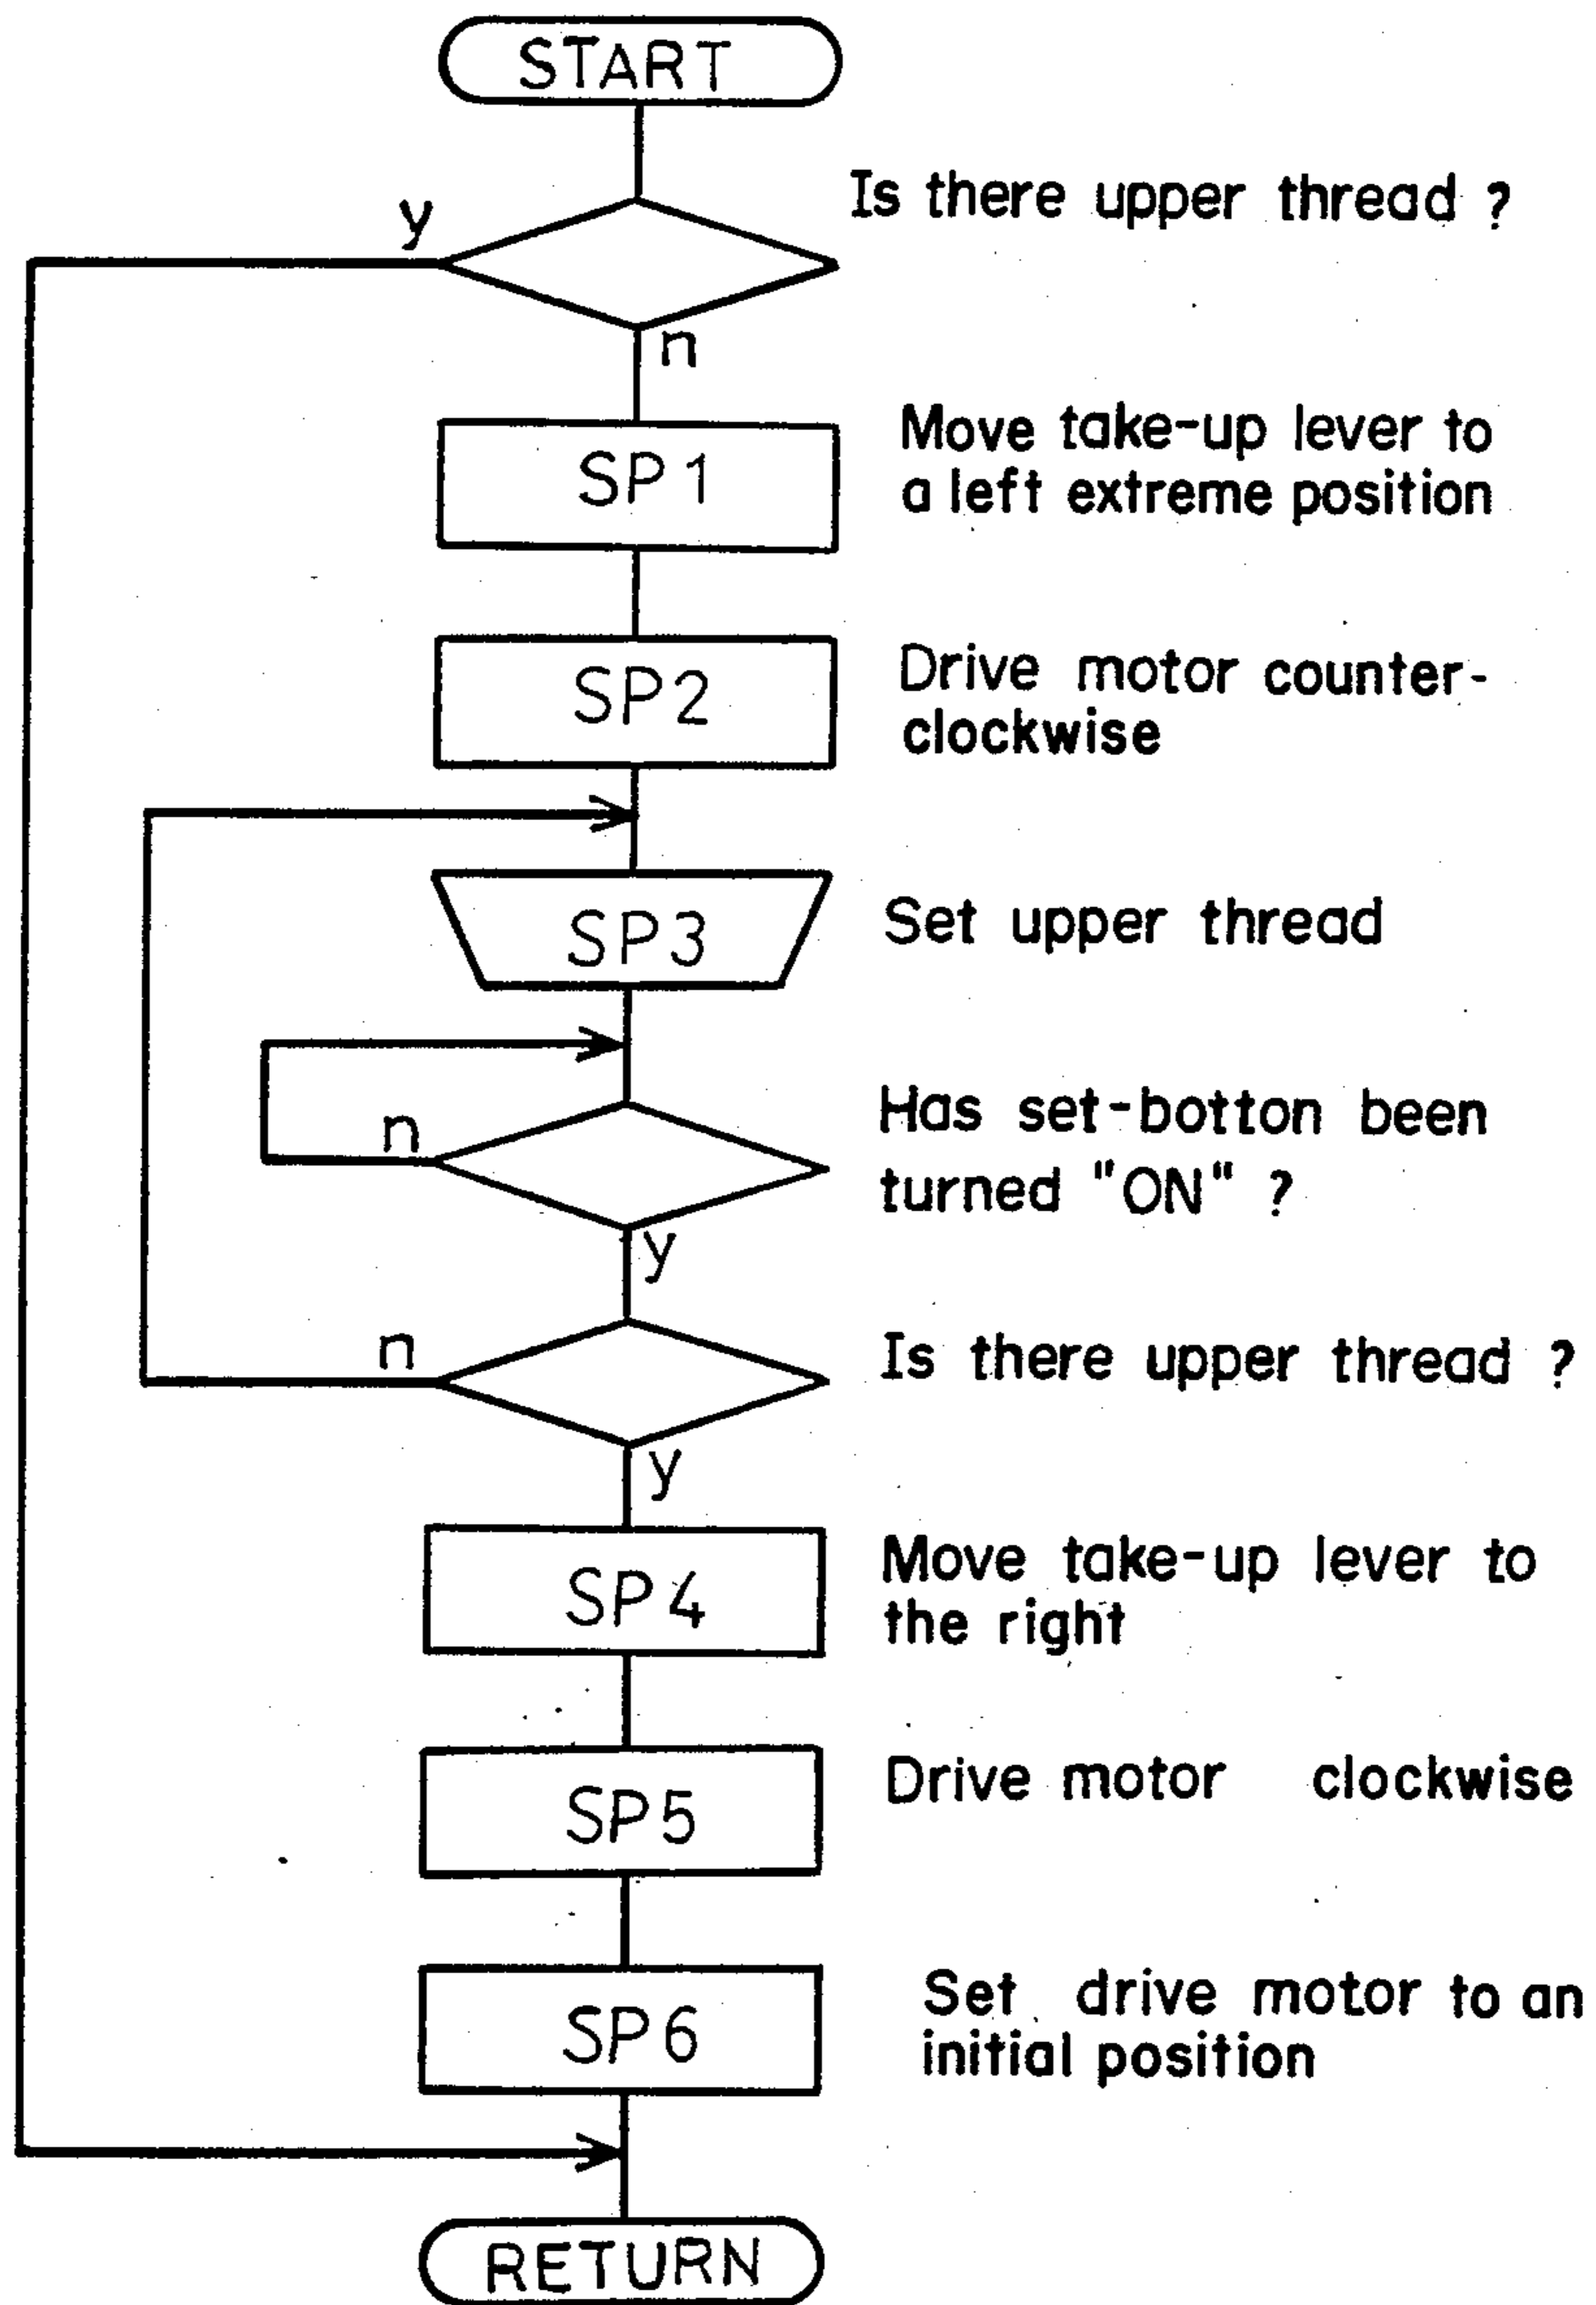 START
Is there upper thread ?
y
n
SP1
Move take-up lever to
a left extreme position
SP2
Drive motor counter-
clockwise
SP3
Set upper thread
Has set-botton been
turned "ON" ?
n
y
Is there upper thread ?
n
y
SP4
Move take-up lever to
the right
SP5
Drive motor clockwise
SP6
Set drive motor to an
initial position
RETURN